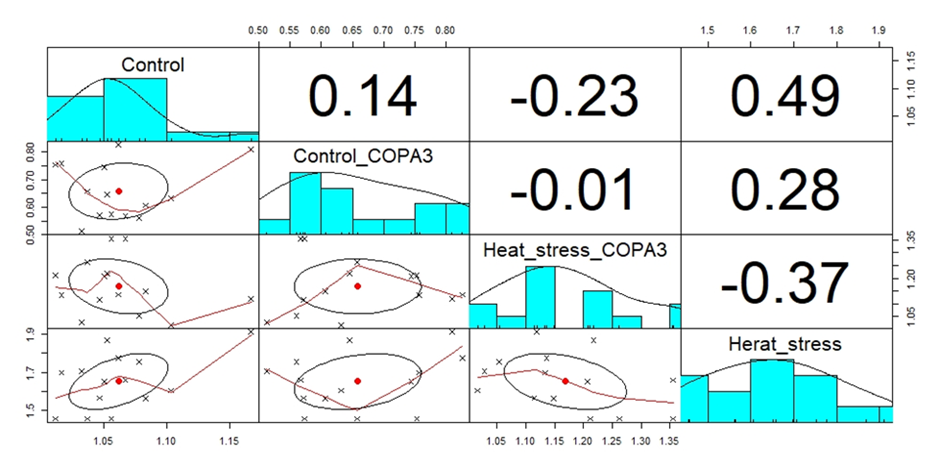 0.50 0.55 0.60 0.65 0.70 0.80 1.5 1.6 1.7 1.8 1.9
Control
0.14
-0.23
0.49
1.05 1.10 1.15
0.50 0.60 0.70 0.80
Control_COPA3
-0.01
0.28
Heat_stress_COPA3
-0.37
1.05 1.20 1.35
1.5 1.7 1.9
Herat_stress
1.05 1.10 1.15 1.05 1.10 1.15 1.20 1.25 1.30 1.35